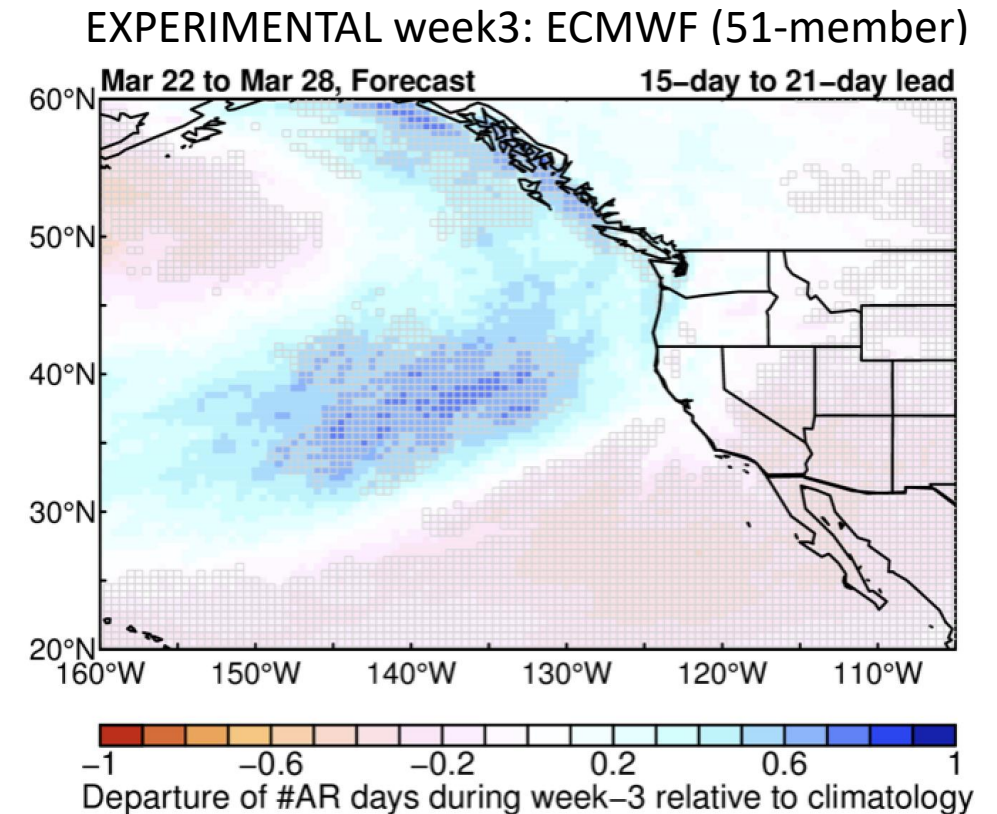 EXPERIMENTAL week3: ECMWF (51-member)
Mar 22 to Mar 28, Forecast 15−day to 21−day lead
60°N
50°N
40°N
30°N
20°N
160°W 150°W 140°W 130°W 120°W 110°W
−1 −0.6 −0.2 0.2 0.6 1
Departure of #AR days during week−3 relative to climatology